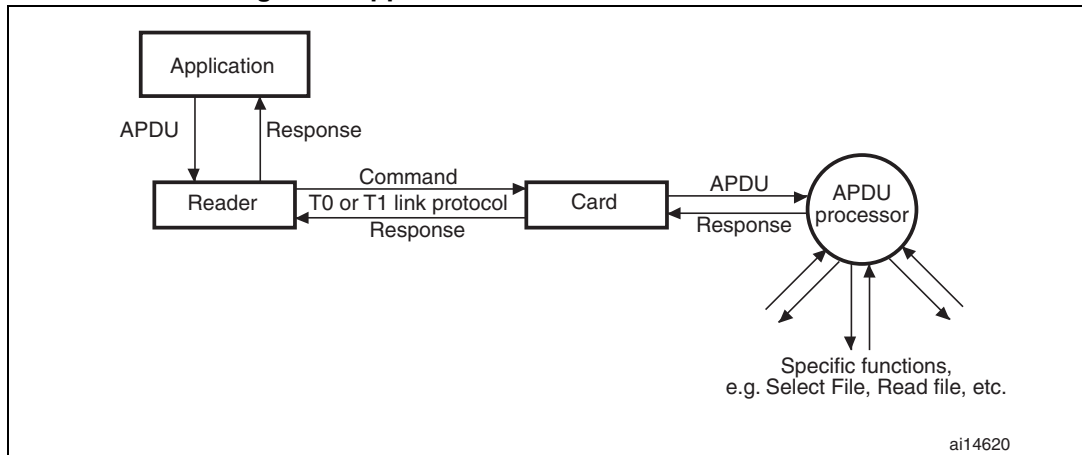 Application
APDU
Response
Command
APDU
Reader
T0 or T1 link protocol
Card
APDU
processor
Response
Response
Specific functions,
e.g. Select File, Read file, etc.
ai14620